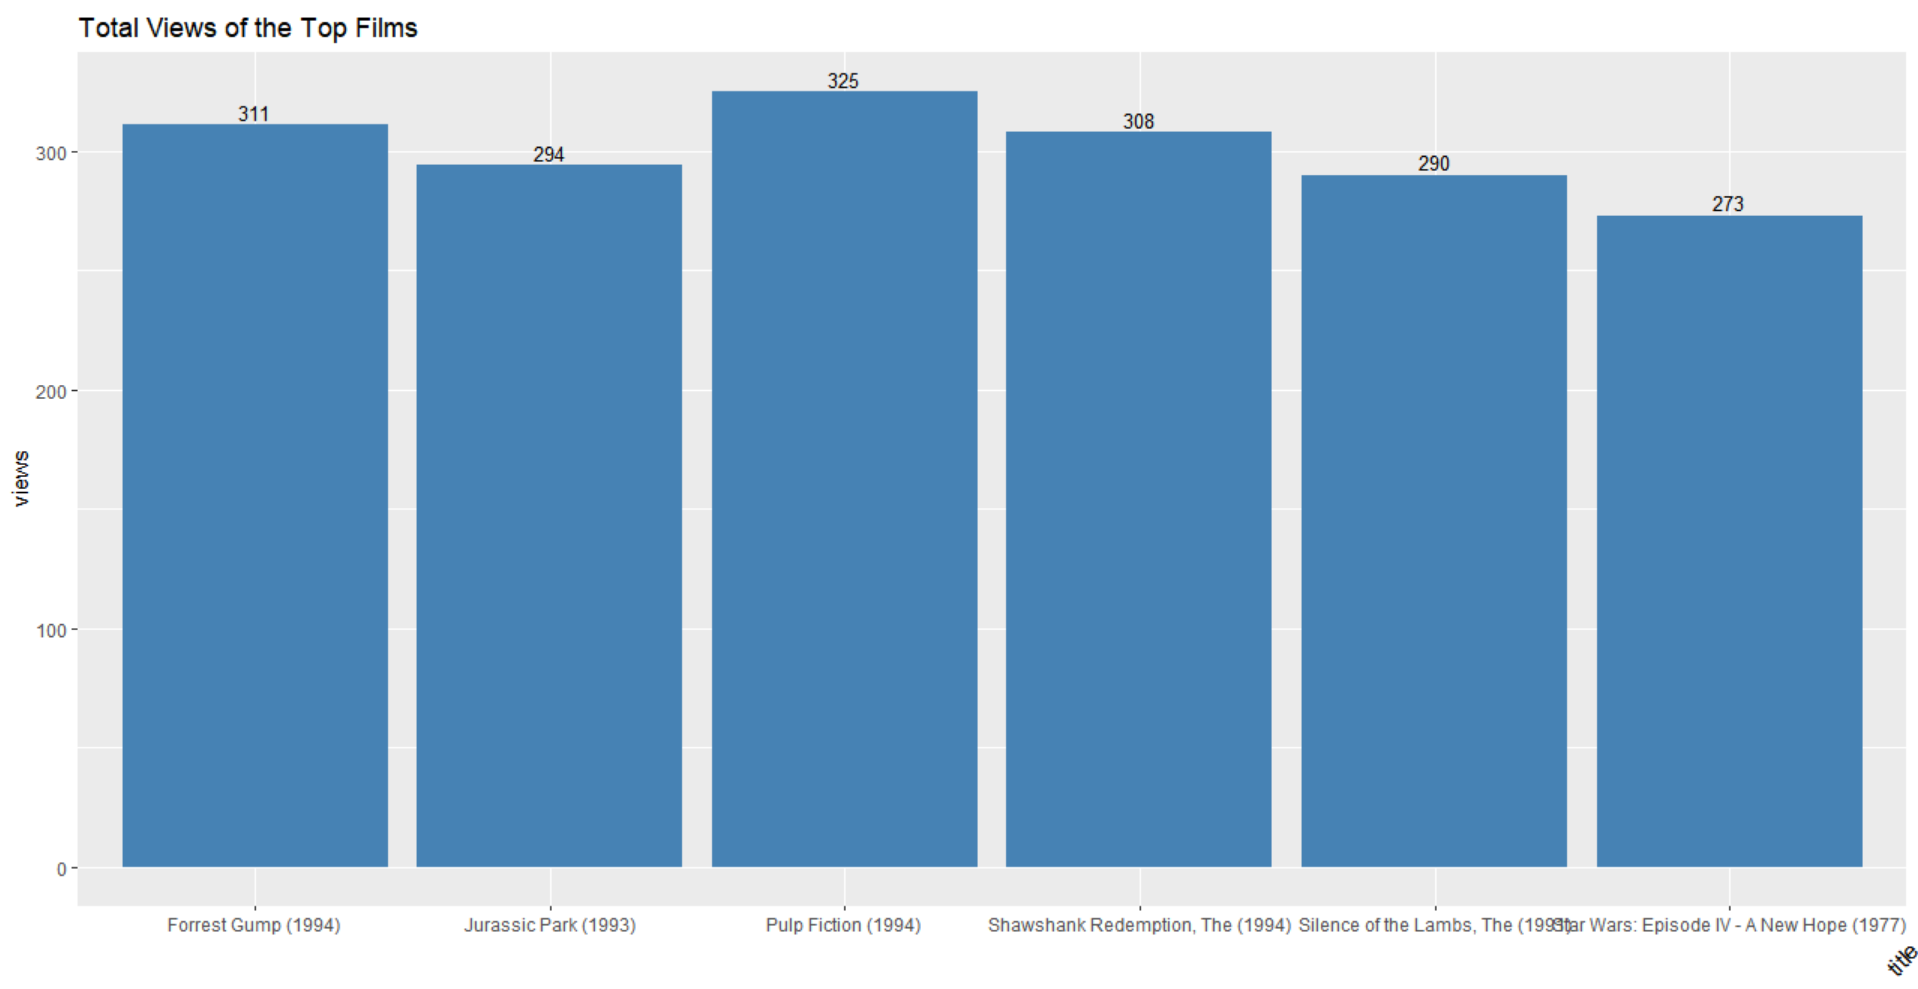 Total Views of the Top Films
325
311
308
294
290
273
300
200
100
0
views
Forrest Gump (1994)
Jurassic Park (1993)
Pulp Fiction (1994)
Shawshank Redemption, The (1994)
Silence of the Lambs, The (1991)
Star Wars: Episode IV - A New Hope (1977)
title